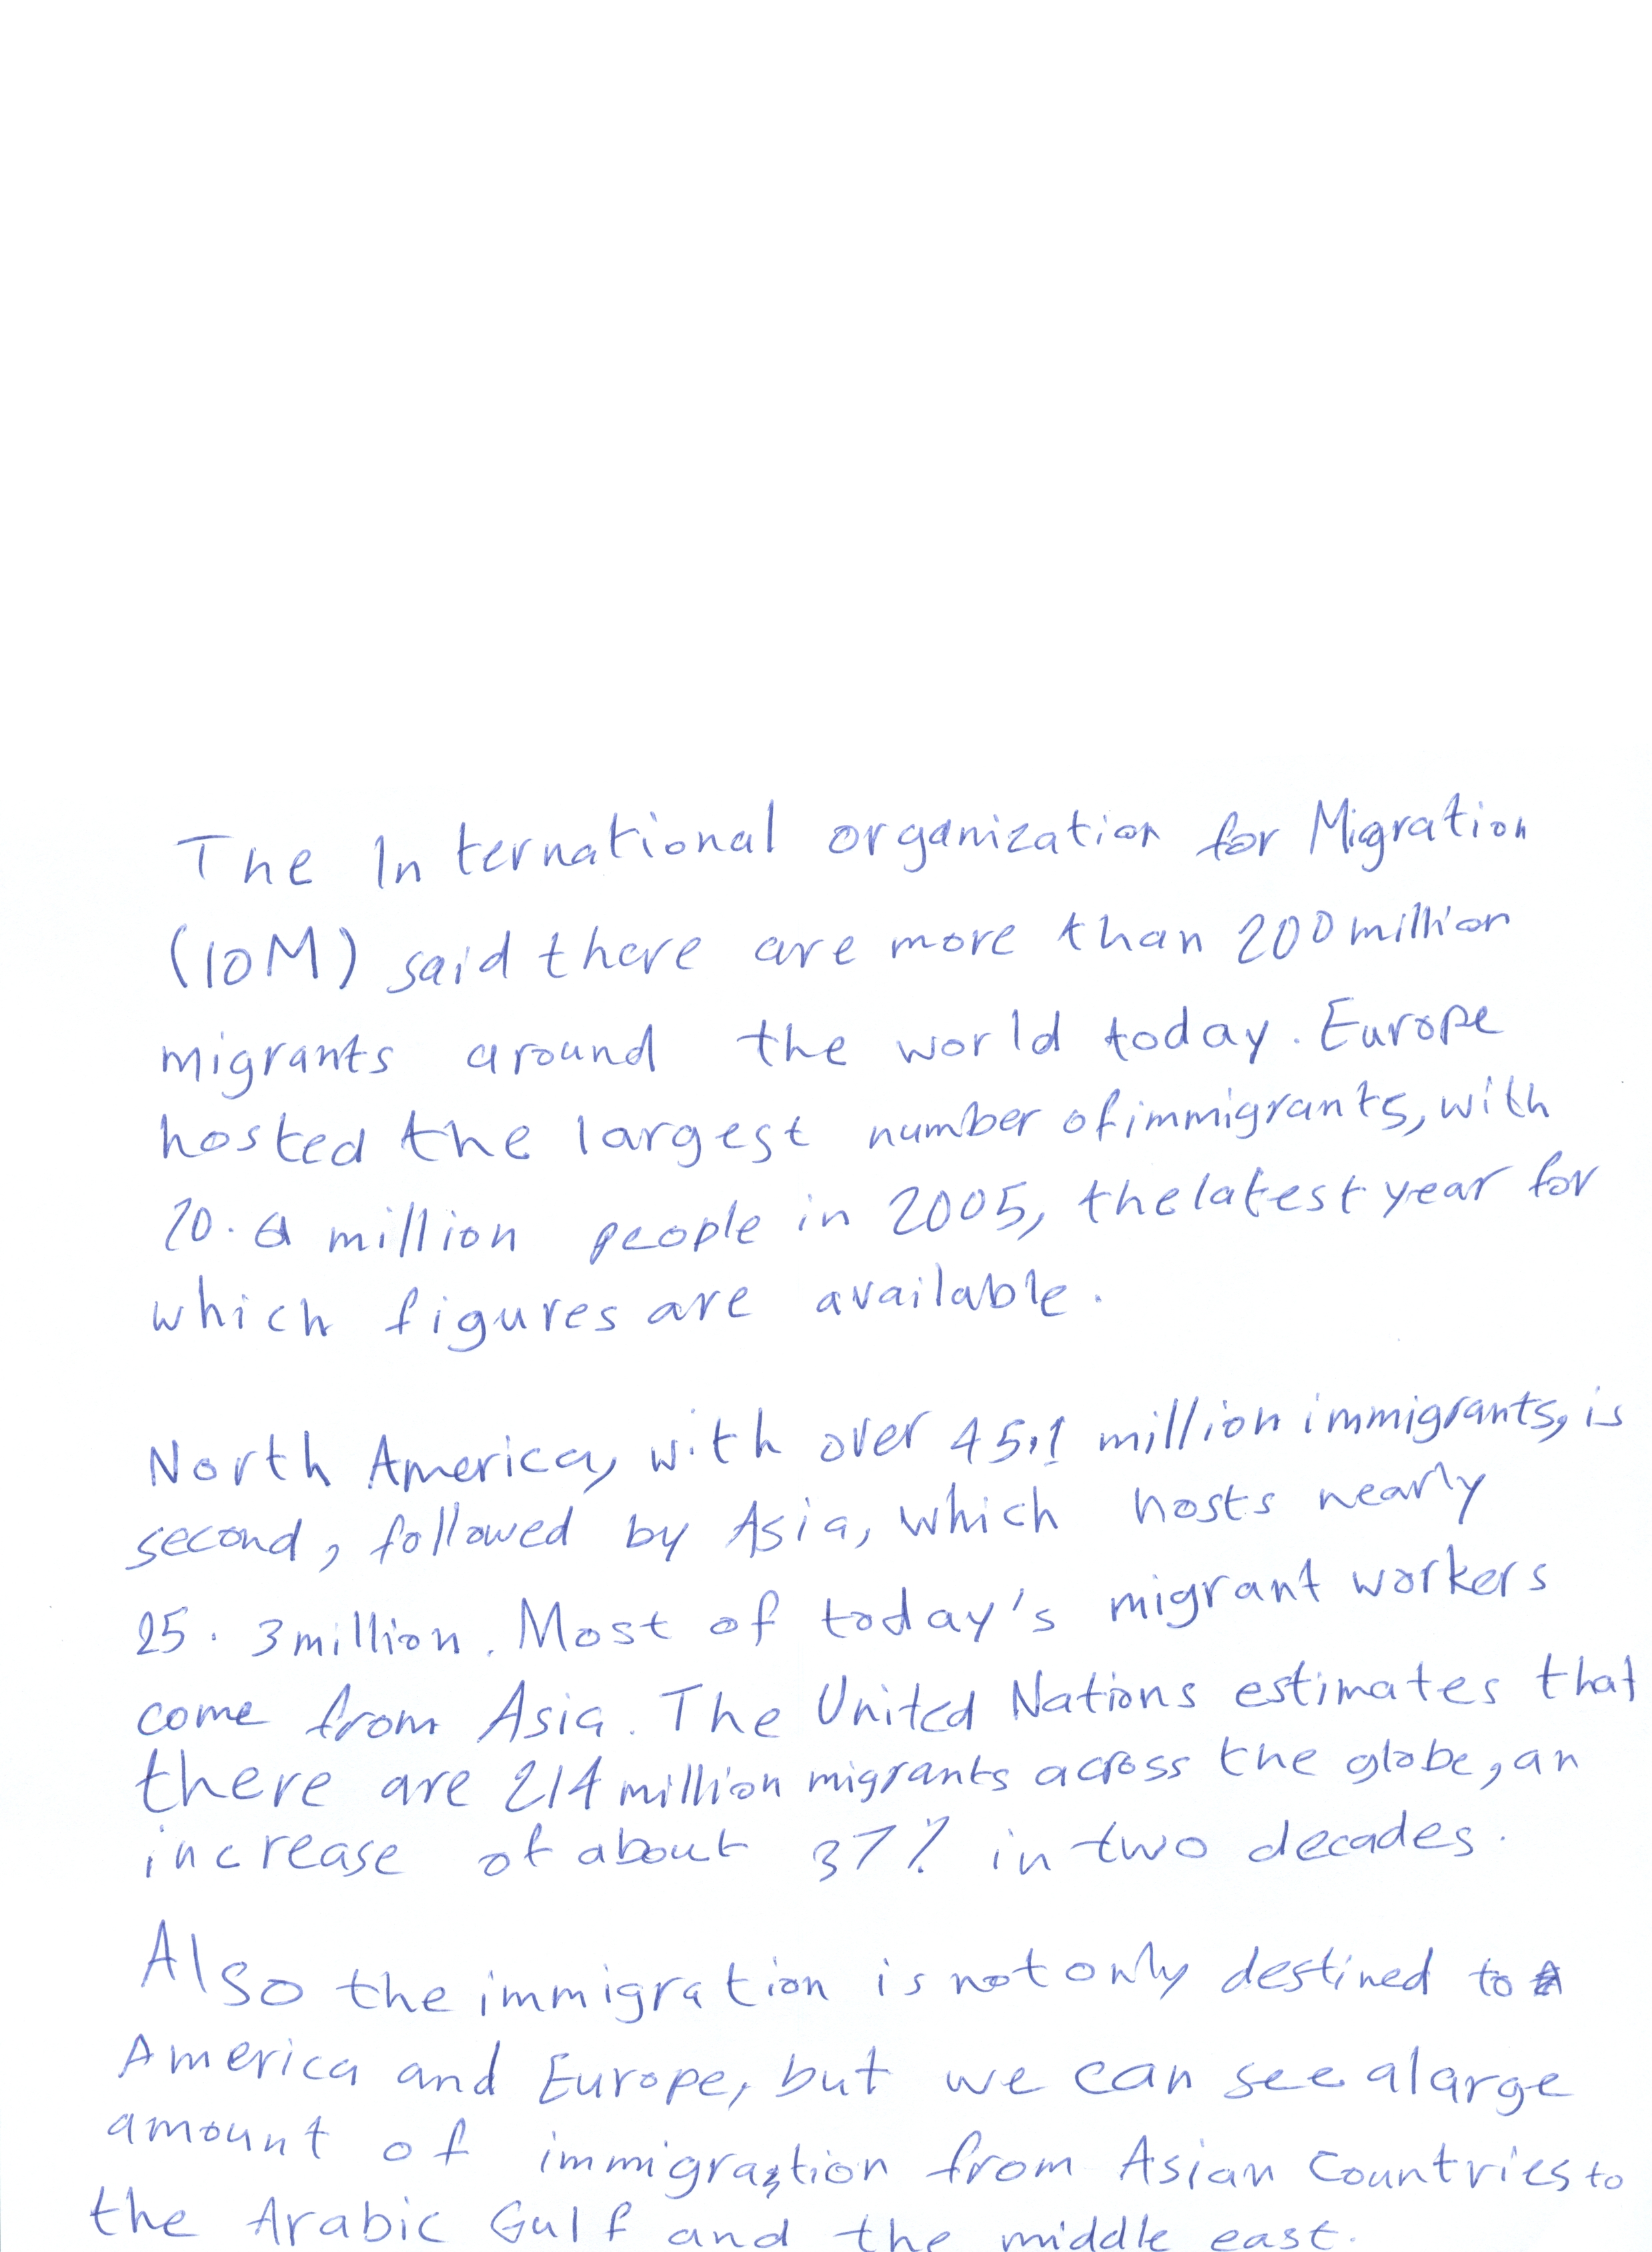 The International organization for Migration
(IOM) said there are more than 200 million
migrants around the world today. Europe
hosted the largest number of immigrants, with
70.6 million people in 2005, the latest year for
which figures are available.
North America, with over 45.1 million immigrants, is
second, followed by Asia, which hosts nearly
25.3 million. Most of today's migrant workers
come from Asia. The United Nations estimates that
there are 214 million migrants across the globe, an
increase of about 37% in two decades.
Also the immigration is not only destined to
America and Europe, but we can see a large
amount of immigration from Asian Countries to
the Arabic Gulf and the middle east.